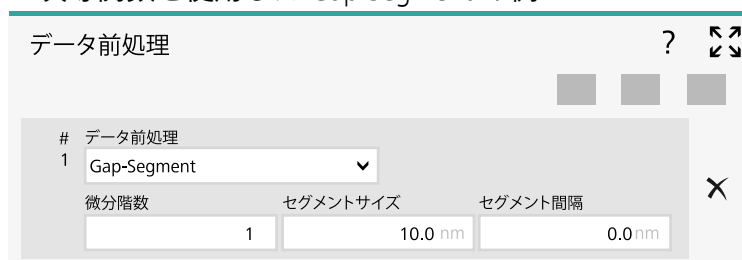 データ前処理 ?
# データ前処理
1 Gap-Segment
微分階数 セグメントサイズ セグメント間隔
1 10.0 nm 0.0 nm